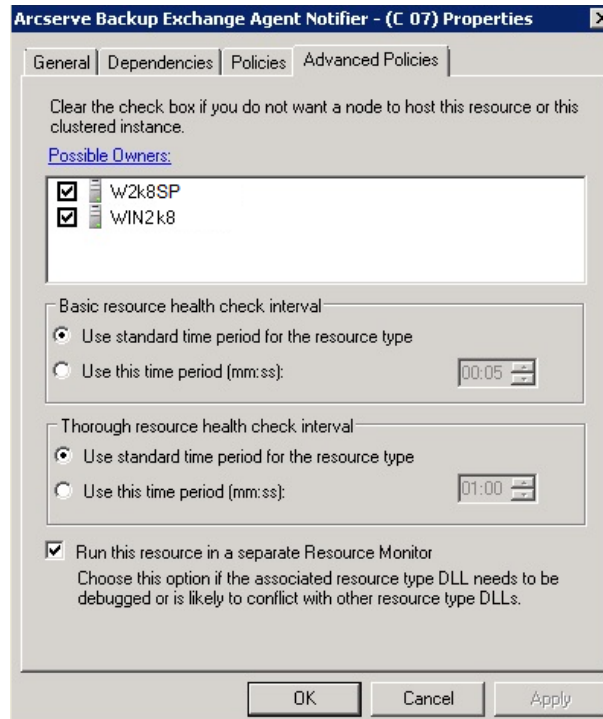 Arcserve Backup Exchange Agent Notifier - (C 07) Properties
General Dependencies Policies Advanced Policies
Clear the check box if you do not want a node to host this resource or this
clustered instance.
Possible Owners:
W2k8SP
WIN2k8
Basic resource health check interval
Use standard time period for the resource type
Use this time period (mm:ss): 00:05
Thorough resource health check interval
Use standard time period for the resource type
Use this time period (mm:ss): 01:00
Run this resource in a separate Resource Monitor
Choose this option if the associated resource type DLL needs to be
debugged or is likely to conflict with other resource type DLLs.
OK Cancel Apply